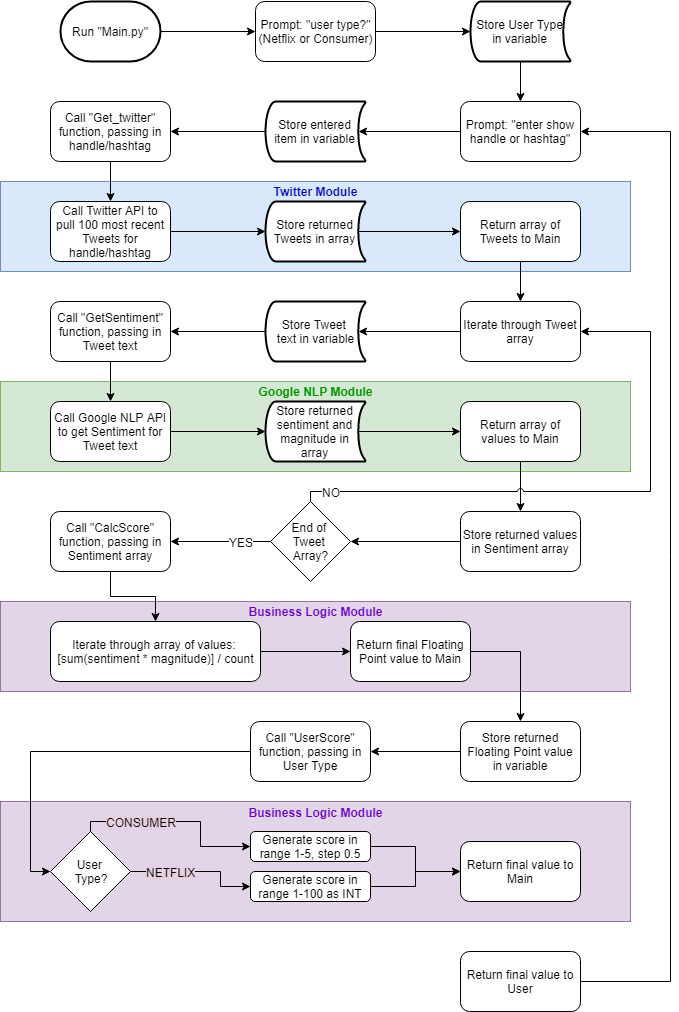 Run "Main.py"
Prompt: "user type?"
(Netflix or Consumer)
Store User Type
in variable
Call "Get_twitter"
function, passing in
handle/hashtag
Store entered
item in variable
Prompt: "enter show
handle or hashtag"
Twitter Module
Call Twitter API to
pull 100 most recent
Tweets for
handle/hashtag
Store returned
Tweets in array
Return array of
Tweets to Main
Call "GetSentiment"
function, passing in
Tweet text
Store Tweet
text in variable
Iterate through Tweet
array
Google NLP Module
Call Google NLP API
to get Sentiment for
Tweet text
Store returned
sentiment and
magnitude in
array
Return array of
values to Main
NO
Call "CalcScore"
function, passing in
Sentiment array
YES
End of
Tweet
Array?
Store returned values
in Sentiment array
Business Logic Module
Iterate through array of values:
[sum(sentiment * magnitude)] / count
Return final Floating
Point value to Main
Call "UserScore"
function, passing in
User Type
Store returned
Floating Point value
in variable
Business Logic Module
CONSUMER
User
Type?
NETFLIX
Generate score in
range 1-5, step 0.5
Generate score in
range 1-100 as INT
Return final value to
Main
Return final value to
User